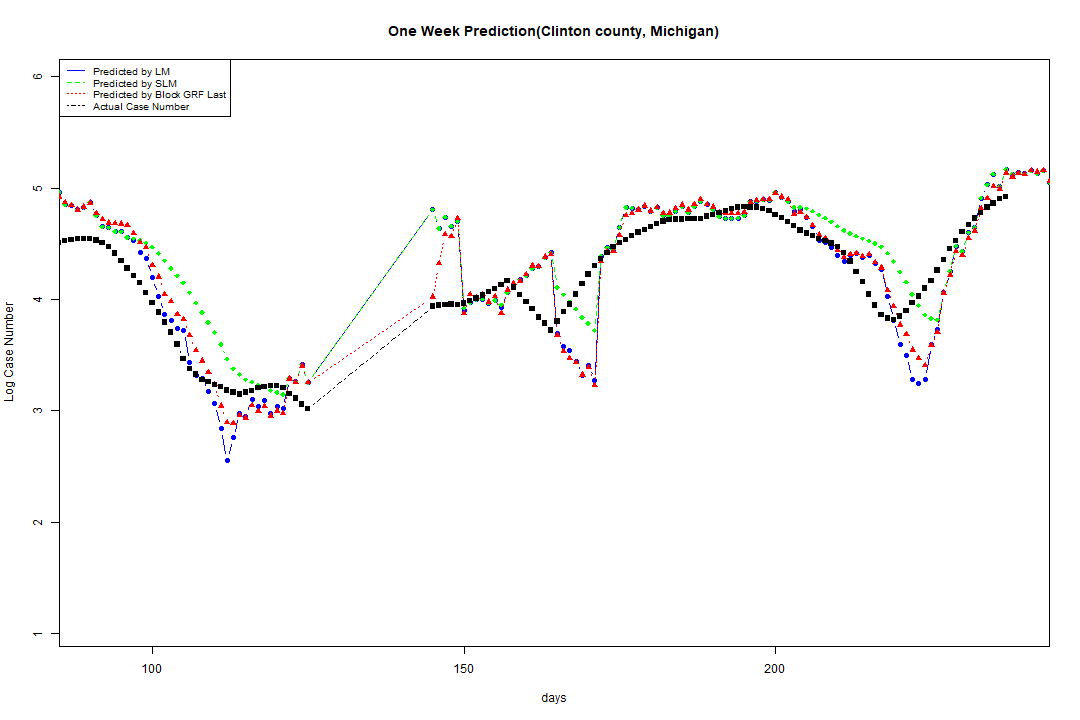 One Week Prediction(Clinton county, Michigan)
Predicted by LM
Predicted by SLM
Predicted by Block GRF Last
Actual Case Number
6
5
4
3
2
1
Log Case Number
100 150 200
days